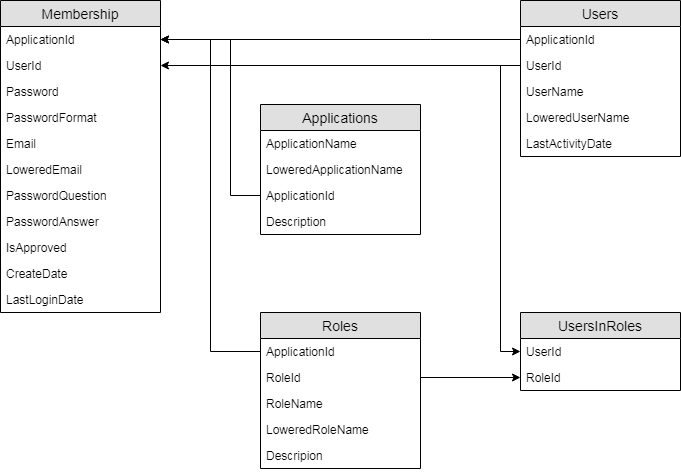 Membership
ApplicationId
UserId
Password
PasswordFormat
Email
LoweredEmail
PasswordQuestion
PasswordAnswer
IsApproved
CreateDate
LastLoginDate
Applications
ApplicationName
LoweredApplicationName
ApplicationId
Description
Users
ApplicationId
UserId
UserName
LoweredUserName
LastActivityDate
Roles
ApplicationId
RoleId
RoleName
LoweredRoleName
Descripion
UsersInRoles
UserId
RoleId